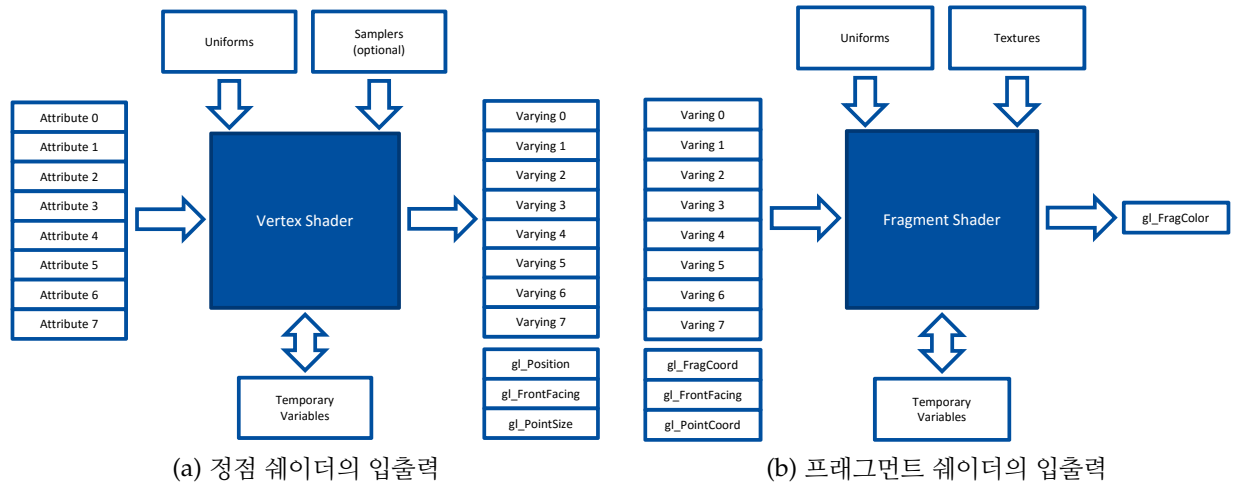 Uniforms
Samplers
(optional)
Attribute 0
Attribute 1
Attribute 2
Attribute 3
Attribute 4
Attribute 5
Attribute 6
Attribute 7
Vertex Shader
Varying 0
Varying 1
Varying 2
Varying 3
Varying 4
Varying 5
Varying 6
Varying 7
gl_Position
gl_FrontFacing
gl_PointSize
Temporary
Variables
(a) 정점 쉐이더의 입출력
Uniforms
Textures
Varing 0
Varing 1
Varing 2
Varing 3
Varing 4
Varing 5
Varing 6
Varing 7
gl_FragCoord
gl_FrontFacing
gl_PointCoord
Fragment Shader
gl_FragColor
Temporary
Variables
(b) 프래그먼트 쉐이더의 입출력